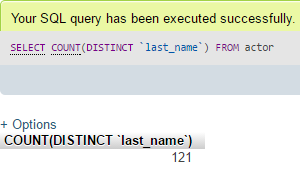 Your SQL query has been executed successfully.
SELECT COUNT(DISTINCT `last_name`) FROM actor
+ Options
COUNT(DISTINCT `last_name`)
121